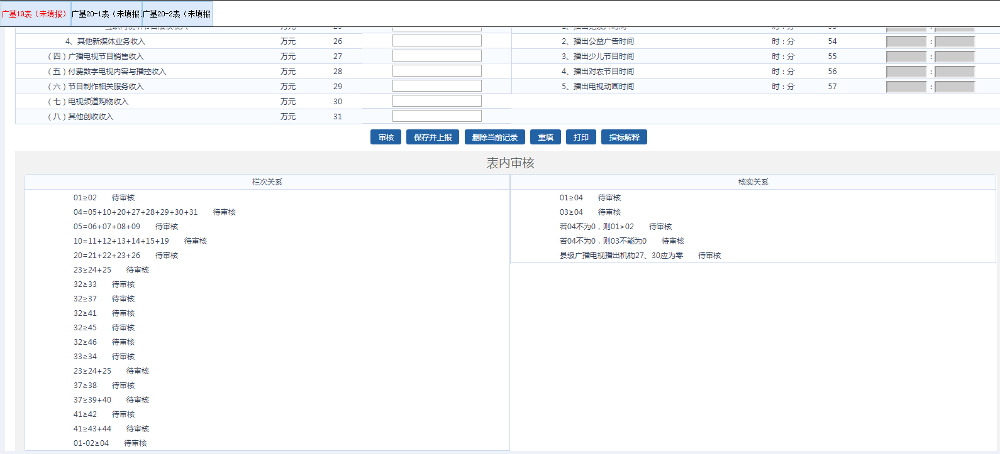 广基19表（未填报） 广基20-1表（未填报 广基20-2表（未填报
4、其他新媒体业务收入 万元 26 2、播出公益广告时间 时：分 54 :
（四）广播电视节目销售收入 万元 27 3、播出少儿节目时间 时：分 55 :
（五）付费数字电视内容与播控收入 万元 28 4、播出对农节目时间 时：分 56 :
（六）节目制作相关服务收入 万元 29 5、播出电视动画时间 时：分 57 :
（七）电视频道购物收入 万元 30
（八）其他创收收入 万元 31
审核 保存并上报 删除当前记录 重填 打印 指标解释
表内审核
栏次关系
01≥02 待审核
04=05+10+20+27+28+29+30+31 待审核
05=06+07+08+09 待审核
10=11+12+13+14+15+19 待审核
20=21+22+23+26 待审核
23≥24+25 待审核
32≥33 待审核
32≥37 待审核
32≥41 待审核
32≥45 待审核
32≥46 待审核
33≥34 待审核
23≥24+25 待审核
37≥38 待审核
37≥39+40 待审核
41≥42 待审核
41≥43+44 待审核
01-02≥04 待审核
核实关系
01≥04 待审核
03≥04 待审核
若04不为0，则01>02 待审核
若04不为0，则03不能为0 待审核
县级广播电视播出机构27、30应为零 待审核